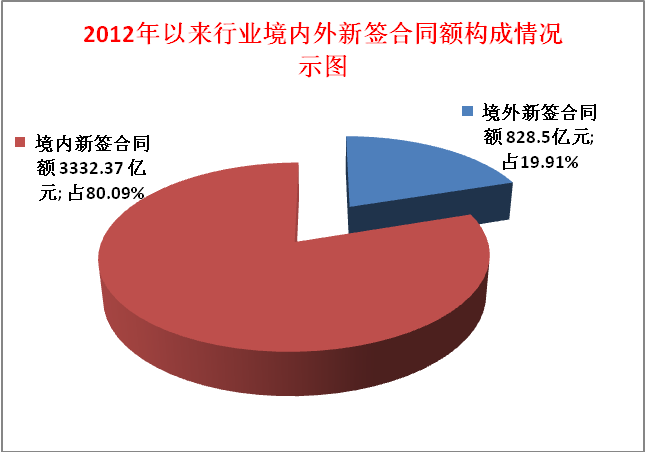 2012年以来行业境内外新签合同额构成情况
示图
境外新签合同
额 828.5亿元;
占19.91%
境内新签合同
额 3332.37 亿
元; 占80.09%